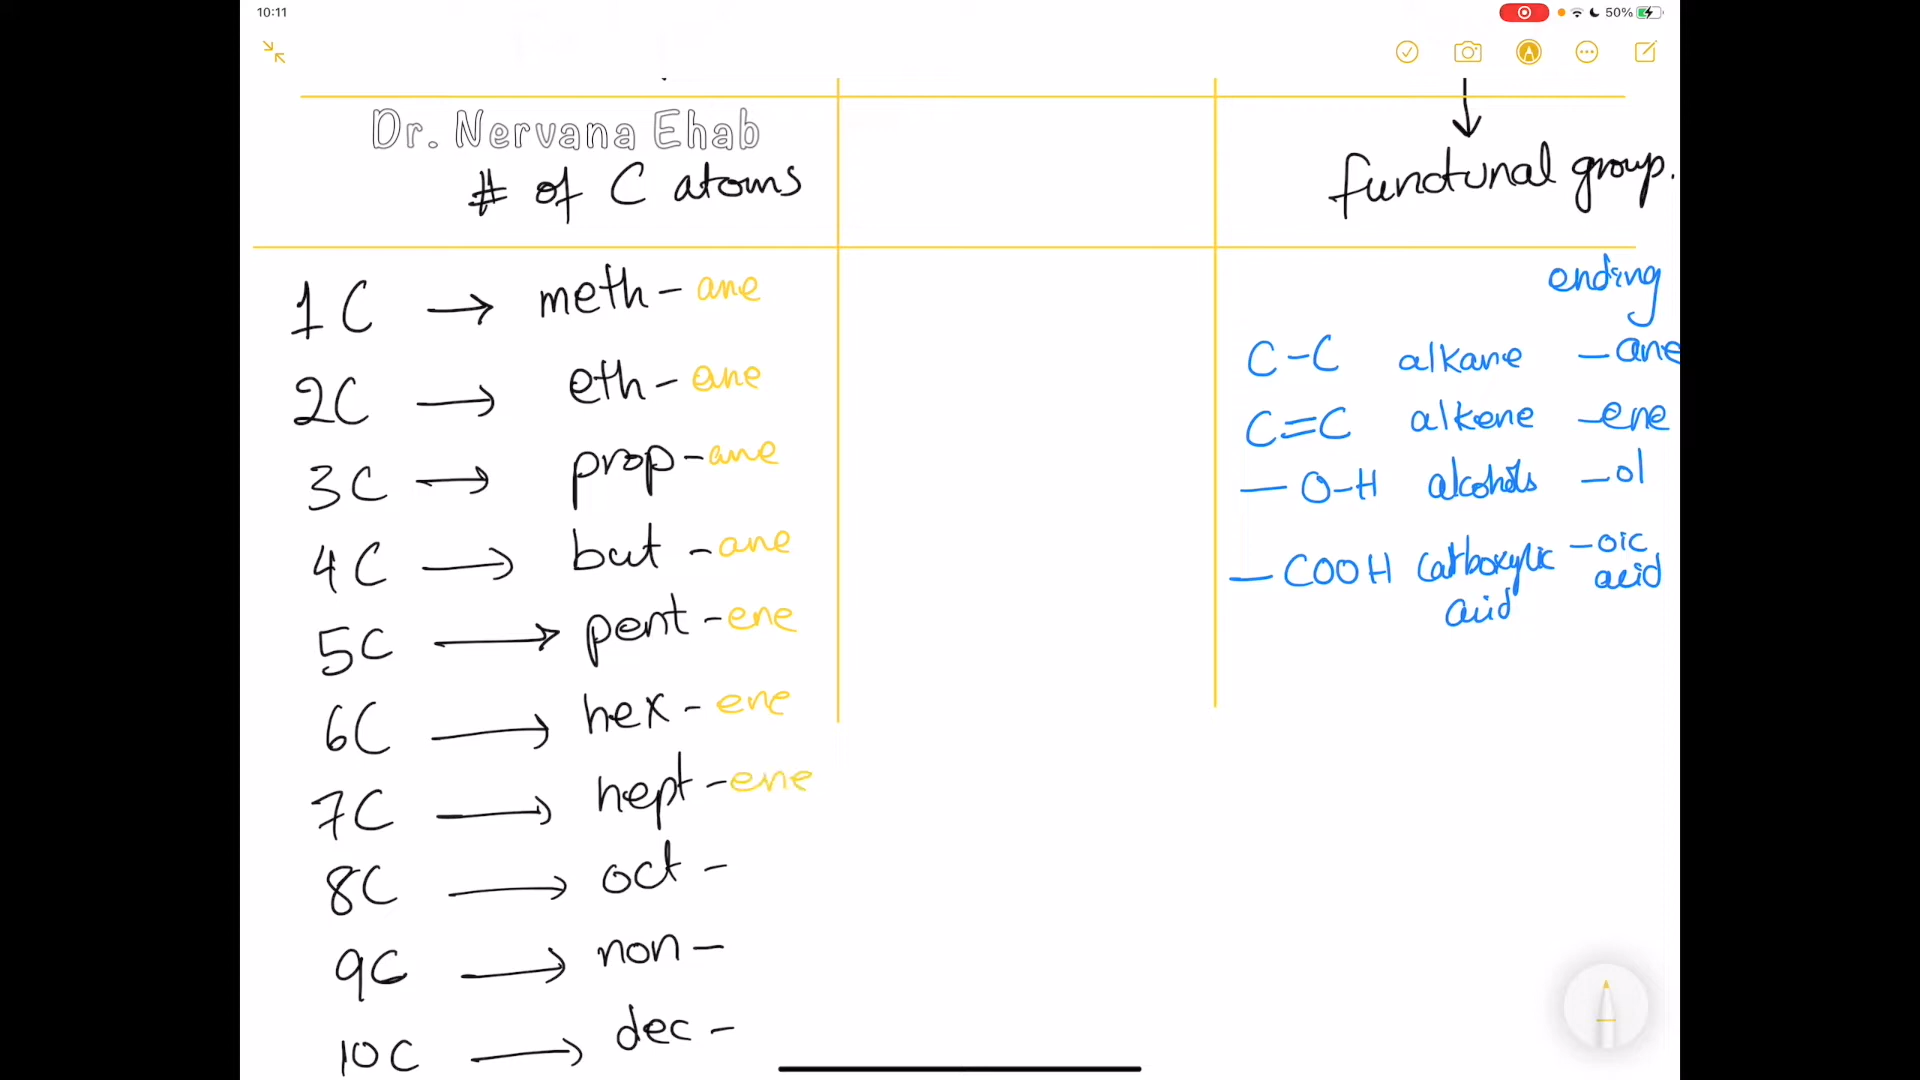 10:11
50%
Dr. Nervana Ehab
# of C atoms
functional group.
1C → meth - ane
2C → eth - ane
3C → prop - ane
4C → but - ane
5C → pent - ene
6C → hex - ene
7C → hept - ene
8C → oct -
9C → non -
10C → dec -
ending
C-C alkane - ane
C=C alkene - ene
- O-H alcohols - ol
- COOH carboxylic - oic
acid acid